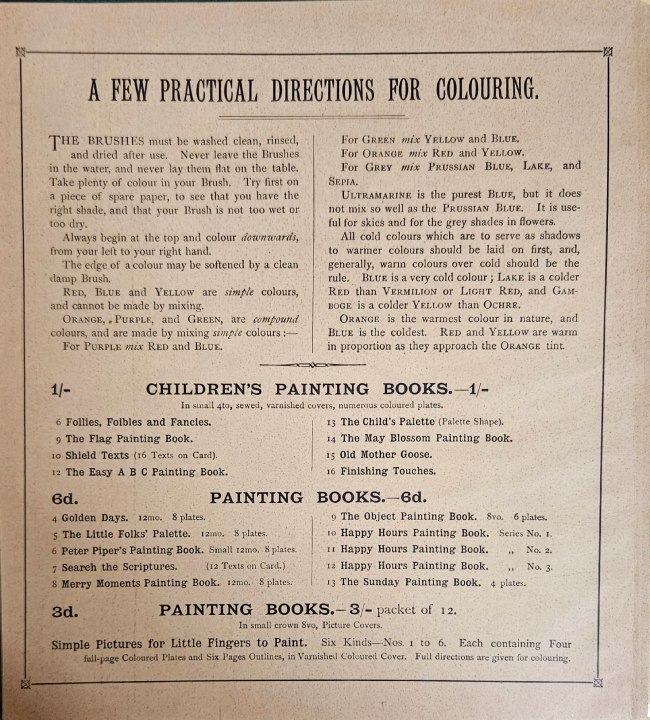 A FEW PRACTICAL DIRECTIONS FOR COLOURING.
THE BRUSHES must be washed clean, rinsed,
and dried after use. Never leave the Brushes
in the water, and never lay them flat on the table.
Take plenty of colour in your Brush. Try first on
a piece of spare paper, to see that you have the
right shade, and that your Brush is not too wet or
too dry.
Always begin at the top and colour downwards,
from your left to your right hand.
The edge of a colour may be softened by a clean
damp Brush.
RED, BLUE and YELLOW are simple colours,
and cannot be made by mixing.
ORANGE, PURPLE, and GREEN, are compound
colours, and are made by mixing simple colours :—
For PURPLE mix RED and BLUE.
For GREEN mix YELLOW and BLUE.
For ORANGE mix RED and YELLOW.
For GREY mix PRUSSIAN BLUE, LAKE, and
SEPIA.
ULTRAMARINE is the purest BLUE, but it does
not mix so well as the PRUSSIAN BLUE. It is use-
ful for skies and for the grey shades in flowers.
All cold colours which are to serve as shadows
to warmer colours should be laid on first, and,
generally, warm colours over cold should be the
rule. BLUE is a very cold colour ; LAKE is a colder
RED than VERMILION or LIGHT RED, and GAM-
BOGE is a colder YELLOW than OCHRE.
ORANGE is the warmest colour in nature, and
BLUE is the coldest. RED and YELLOW are warm
in proportion as they approach the ORANGE tint.
1/- CHILDREN'S PAINTING BOOKS.—1/-
In small 4to, sewed, varnished covers, numerous coloured plates.
6 Follies, Foibles and Fancies.
9 The Flag Painting Book.
10 Shield Texts (16 Texts on Card).
12 The Easy A B C Painting Book.
13 The Child's Palette (Palette Shape).
14 The May Blossom Painting Book.
15 Old Mother Goose.
16 Finishing Touches.
6d. PAINTING BOOKS.—6d.
4 Golden Days. 12mo. 8 plates.
5 The Little Folks' Palette. 12mo. 8 plates.
6 Peter Piper's Painting Book. Small 12mo. 8 plates.
7 Search the Scriptures. (12 Texts on Card.)
8 Merry Moments Painting Book. 12mo. 8 plates.
9 The Object Painting Book. 8vo. 6 plates.
10 Happy Hours Painting Book. Series No. 1.
11 Happy Hours Painting Book. „ No. 2.
12 Happy Hours Painting Book. „ No. 3.
13 The Sunday Painting Book. 4 plates.
3d. PAINTING BOOKS.—3/- packet of 12.
In small crown 8vo, Picture Covers.
Simple Pictures for Little Fingers to Paint. Six Kinds—Nos. 1 to 6. Each containing Four
full-page Coloured Plates and Six Pages Outlines, in Varnished Coloured Cover. Full directions are given for colouring.